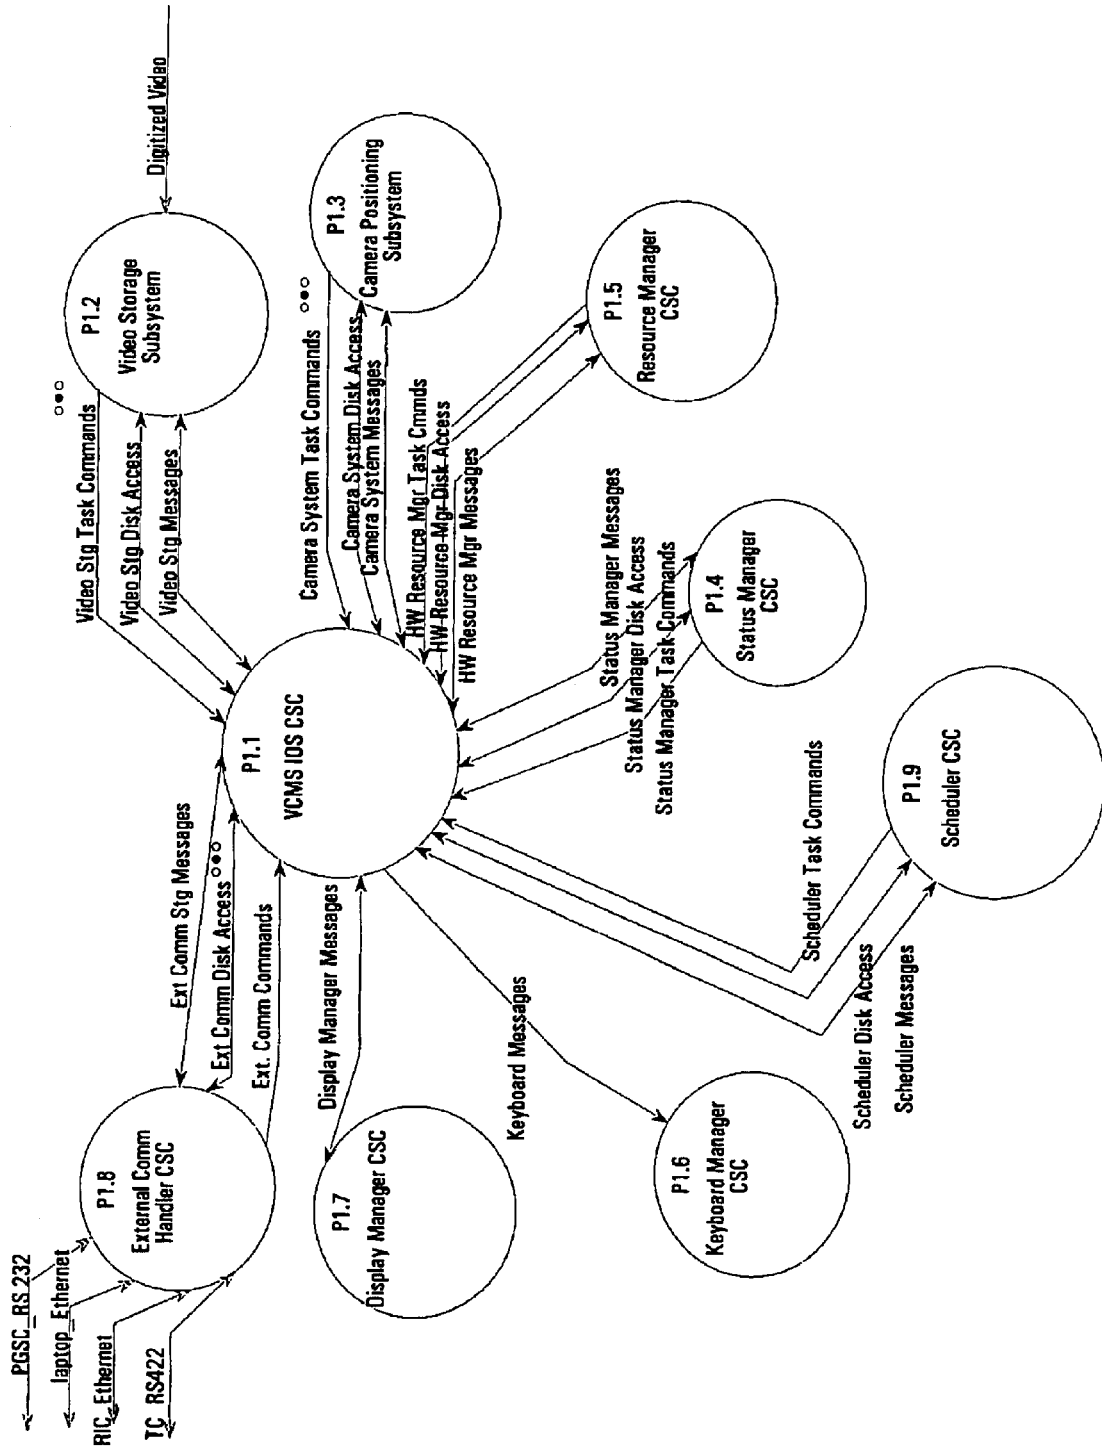 PGSC_RS 232
laptop_Ethernet
RIC_Ethernet
TC_RS422
P1.8
External Comm
Handler CSC
Ext Comm Stg Messages
Ext Comm Disk Access
Ext. Comm Commands
P1.7
Display Manager CSC
Display Manager Messages
P1.6
Keyboard Manager
CSC
Keyboard Messages
P1.1
VCMS IOS CSC
Video Stg Task Commands
Video Stg Disk Access
Video Stg Messages
P1.2
Video Storage
Subsystem
Digitized Video
Camera System Task Commands
Camera System Disk Access
Camera System Messages
P1.3
Camera Positioning
Subsystem
HW Resource Mgr Task Cmmds
HW Resource Mgr Disk Access
HW Resource Mgr Messages
P1.5
Resource Manager
CSC
Status Manager Messages
Status Manager Disk Access
Status Manager Task Commands
P1.4
Status Manager
CSC
Scheduler Task Commands
Scheduler Disk Access
Scheduler Messages
P1.9
Scheduler CSC